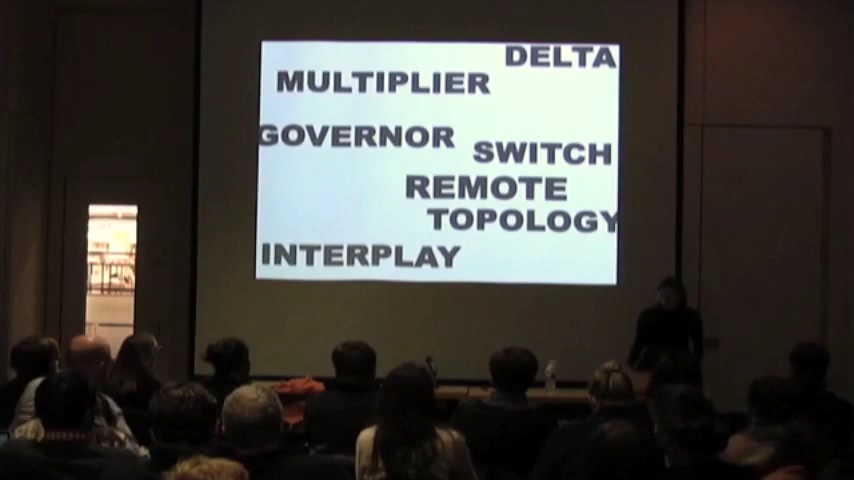 DELTA
MULTIPLIER
GOVERNOR
SWITCH
REMOTE
TOPOLOGY
INTERPLAY